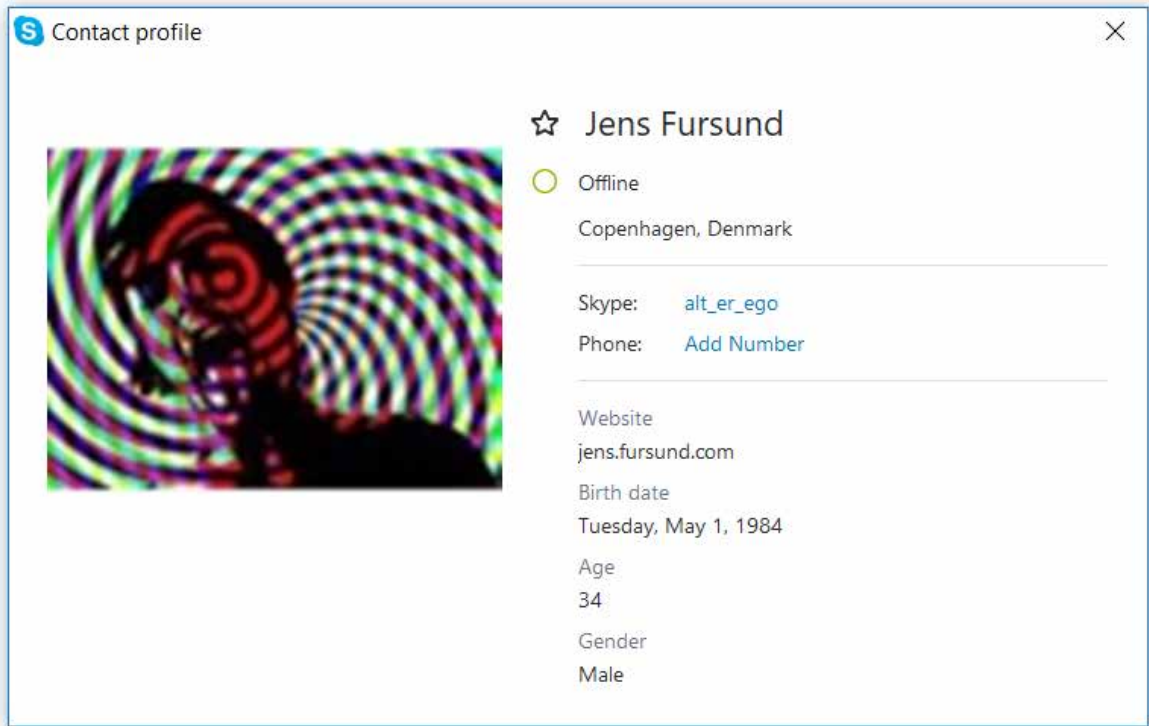 S Contact profile
Jens Fursund
Offline
Copenhagen, Denmark
Skype: alt_er_ego
Phone: Add Number
Website
jens.fursund.com
Birth date
Tuesday, May 1, 1984
Age
34
Gender
Male